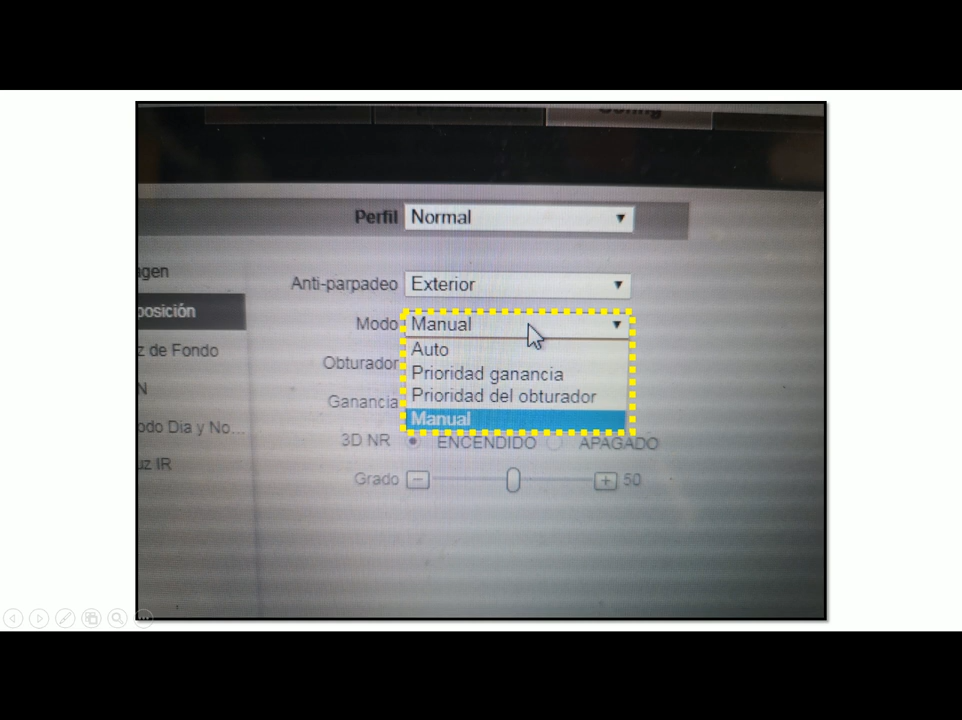 Config
Perfil Normal
Anti-parpadeo Exterior
Modo Manual
Auto
Prioridad ganancia
Prioridad del obturador
Manual
Obturador
Ganancia
3D NR ENCENDIDO APAGADO
Grado 50
agen
posición
z de Fondo
N
odo Dia y No...
uz IR